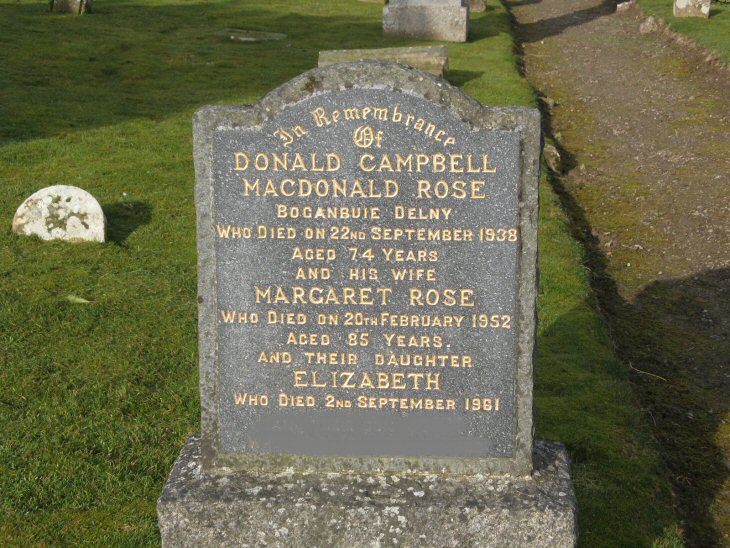 In Remembrance
Of
DONALD CAMPBELL
MACDONALD ROSE
BOGANBUIE DELNY
WHO DIED ON 22ND SEPTEMBER 1938
AGED 74 YEARS
AND HIS WIFE
MARGARET ROSE
WHO DIED ON 20TH FEBRUARY 1952
AGED 85 YEARS.
AND THEIR DAUGHTER
ELIZABETH
WHO DIED 2ND SEPTEMBER 1961